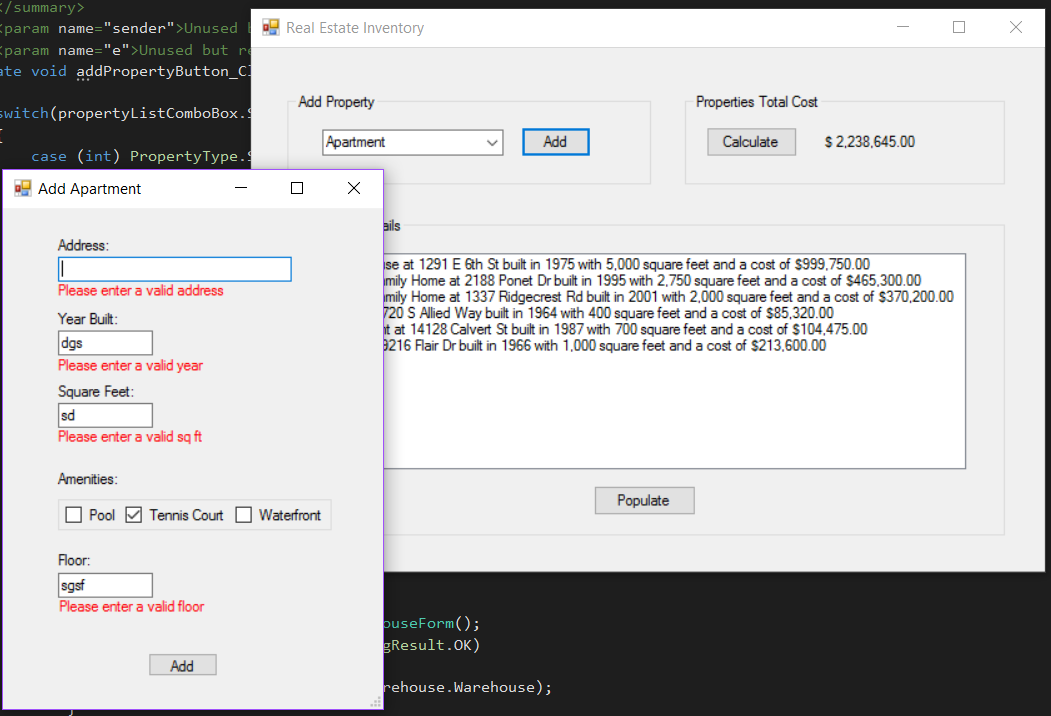 /summary>
<param name="sender">Unused
<param name="e">Unused but re
ate void addPropertyButton_Cl
switch(propertyListComboBox.S
{
case (int) PropertyType.S
Real Estate Inventory
Add Property
Apartment
Add
Properties Total Cost
Calculate
$ 2,238,645.00
ails
use at 1291 E 6th St built in 1975 with 5,000 square feet and a cost of $999,750.00
mily Home at 2188 Ponet Dr built in 1995 with 2,750 square feet and a cost of $465,300.00
mily Home at 1337 Ridgecrest Rd built in 2001 with 2,000 square feet and a cost of $370,200.00
720 S Allied Way built in 1964 with 400 square feet and a cost of $85,320.00
nt at 14128 Calvert St built in 1987 with 700 square feet and a cost of $104,475.00
9216 Flair Dr built in 1966 with 1,000 square feet and a cost of $213,600.00
Populate
Add Apartment
Address:
Please enter a valid address
Year Built:
dgs
Please enter a valid year
Square Feet:
sd
Please enter a valid sq ft
Amenities:
Pool
Tennis Court
Waterfront
Floor:
sgsf
Please enter a valid floor
Add
ouseForm();
gResult.OK)
rehouse.Warehouse);
}